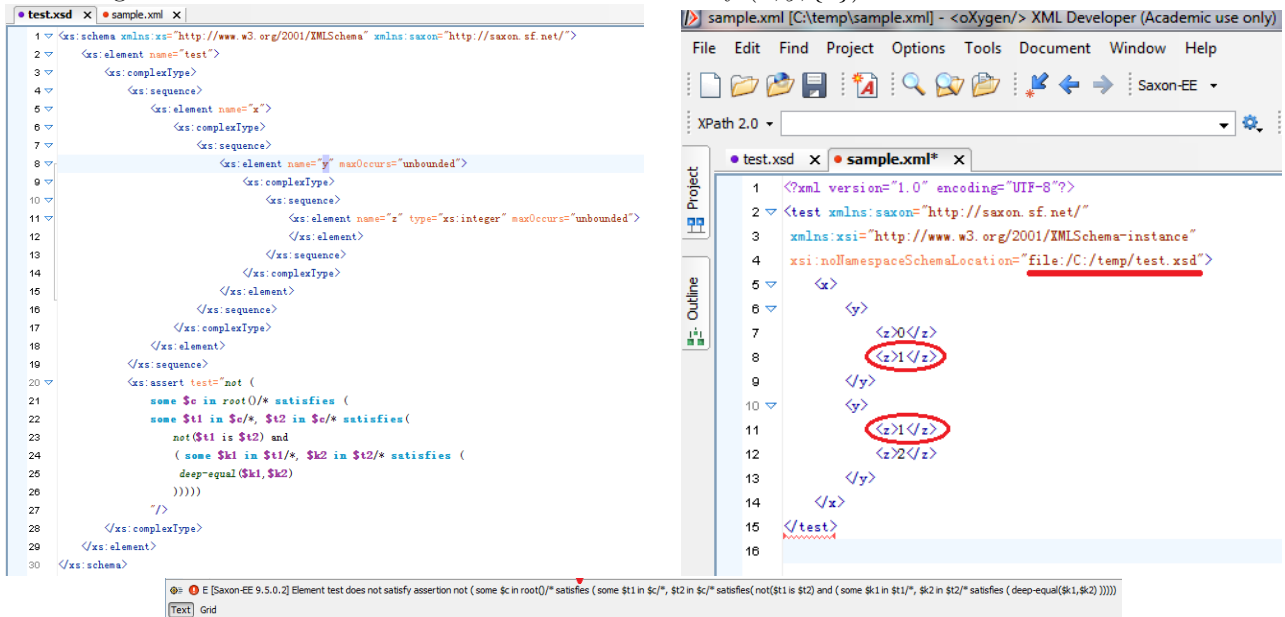 test.xsd x sample.xml x
1 <xs:schema xmlns:xs="http://www.w3.org/2001/XMLSchema" xmlns:saxon="http://saxon.sf.net/">
2 <xs:element name="test">
3 <xs:complexType>
4 <xs:sequence>
5 <xs:element name="x">
6 <xs:complexType>
7 <xs:sequence>
8 <xs:element name="y" maxOccurs="unbounded">
9 <xs:complexType>
10 <xs:sequence>
11 <xs:element name="z" type="xs:integer" maxOccurs="unbounded">
12 </xs:element>
13 </xs:sequence>
14 </xs:complexType>
15 </xs:element>
16 </xs:sequence>
17 </xs:complexType>
18 </xs:element>
19 </xs:sequence>
20 <xs:assert test="not (
21 some $c in root()/* satisfies (
22 some $t1 in $c/*, $t2 in $c/* satisfies(
23 not($t1 is $t2) and
24 ( some $k1 in $t1/*, $k2 in $t2/* satisfies (
25 deep-equal($k1,$k2)
26 )))))
27 "/>
28 </xs:complexType>
29 </xs:element>
30 </xs:schema>
sample.xml [C:\temp\sample.xml] - <oXygen/> XML Developer (Academic use only)
File Edit Find Project Options Tools Document Window Help
Saxon-EE
XPath 2.0
test.xsd x sample.xml* x
Project
Outline
1 <?xml version="1.0" encoding="UTF-8"?>
2 <test xmlns:saxon="http://saxon.sf.net/"
3 xmlns:xsi="http://www.w3.org/2001/XMLSchema-instance"
4 xsi:noNamespaceSchemaLocation="file:/C:/temp/test.xsd">
5 <x>
6 <y>
7 <z>0</z>
8 <z>1</z>
9 </y>
10 <y>
11 <z>1</z>
12 <z>2</z>
13 </y>
14 </x>
15 </test>
16
E [Saxon-EE 9.5.0.2] Element test does not satisfy assertion not ( some $c in root()/* satisfies ( some $t1 in $c/*, $t2 in $c/* satisfies( not($t1 is $t2) and ( some $k1 in $t1/*, $k2 in $t2/* satisfies ( deep-equal($k1,$k2) )))))
Text Grid